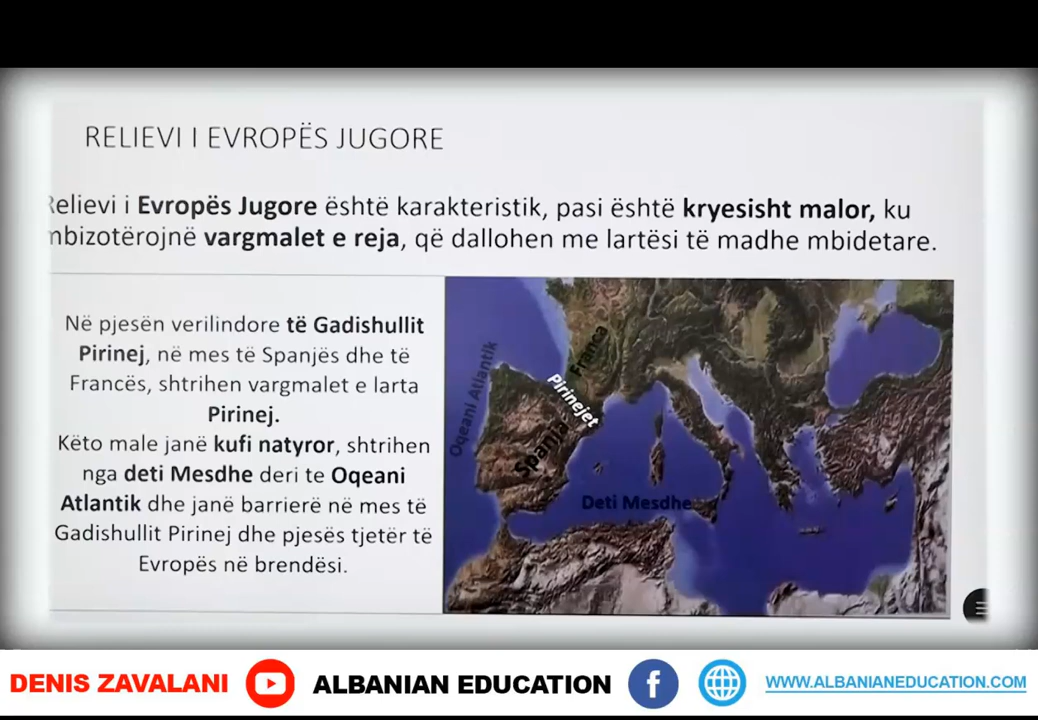 RELIEVI I EVROPËS JUGORE
Relievi i Evropës Jugore është karakteristik, pasi është kryesisht malor, ku
mbizotërojnë vargmalet e reja, që dallohen me lartësi të madhe mbidetare.
Në pjesën verilindore të Gadishullit
Pirinej, në mes të Spanjës dhe të
Francës, shtrihen vargmalet e larta
Pirinej.
Këto male janë kufi natyror, shtrihen
nga deti Mesdhe deri te Oqeani
Atlantik dhe janë barrierë në mes të
Gadishullit Pirinej dhe pjesës tjetër të
Evropës në brendësi.
Oqeani Atlantik
Franca
Pirinejet
Spanja
Deti Mesdhe
DENIS ZAVALANI
ALBANIAN EDUCATION
WWW.ALBANIANEDUCATION.COM